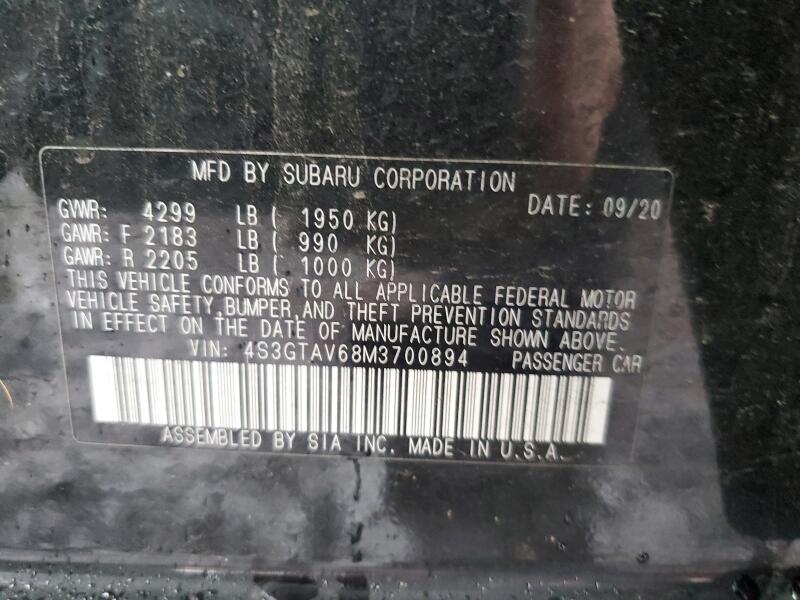 MFD BY SUBARU CORPORATION
DATE: 09/20
GVWR: 4299 LB ( 1950 KG)
GAWR: F 2183 LB ( 990 KG)
GAWR: R 2205 LB ( 1000 KG)
THIS VEHICLE CONFORMS TO ALL APPLICABLE FEDERAL MOTOR
VEHICLE SAFETY, BUMPER, AND THEFT PREVENTION STANDARDS
IN EFFECT ON THE DATE OF MANUFACTURE SHOWN ABOVE.
VIN: 4S3GTAV68M3700894 PASSENGER CAR
ASSEMBLED BY SIA INC. MADE IN U.S.A.